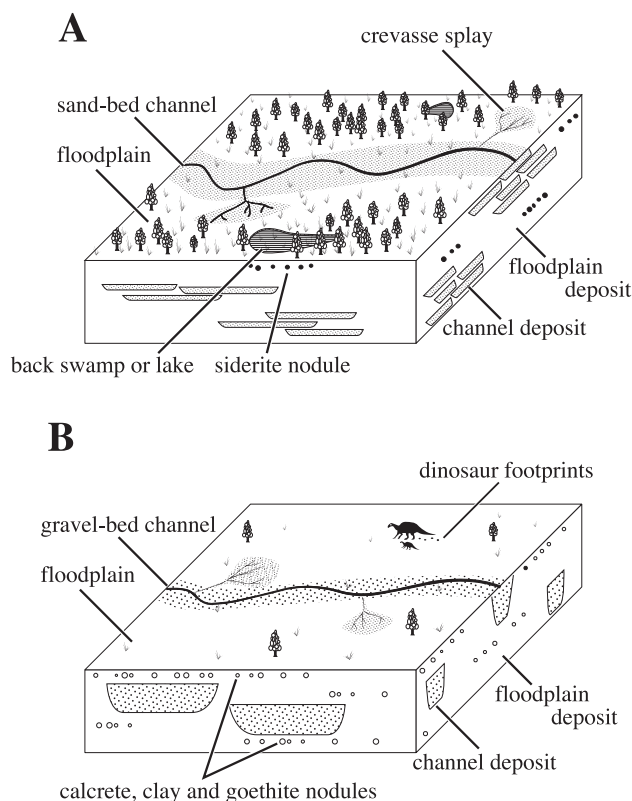 A
crevasse splay
sand-bed channel
floodplain
floodplain
deposit
channel deposit
back swamp or lake
siderite nodule
B
dinosaur footprints
gravel-bed channel
floodplain
floodplain
deposit
channel deposit
calcrete, clay and goethite nodules